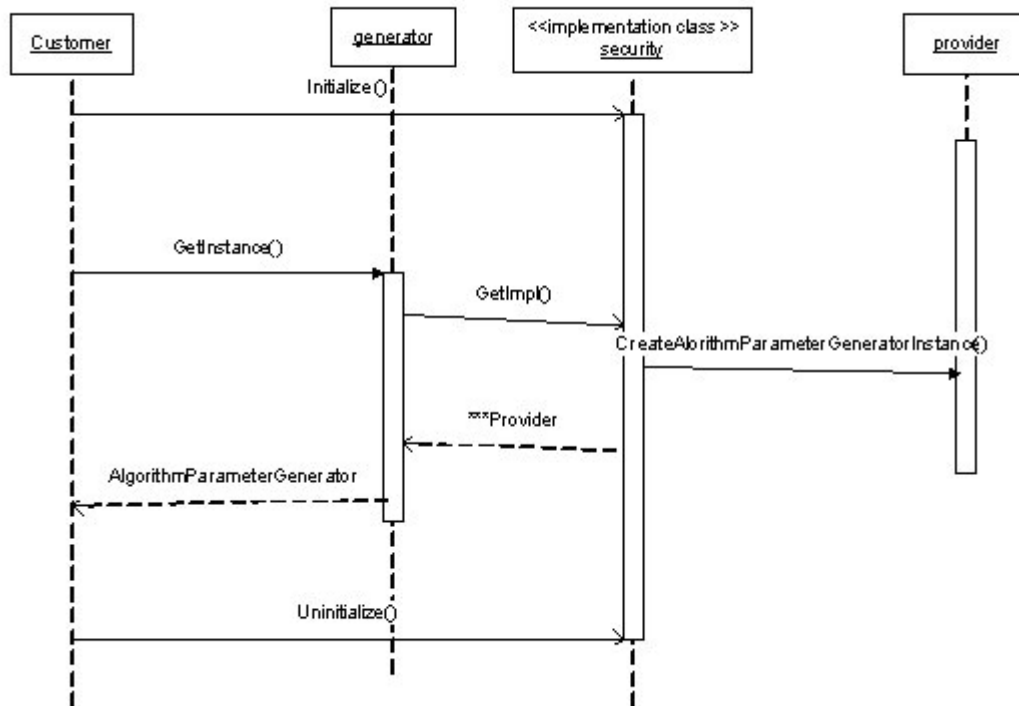 Customer
generator
<<implementation class >>
security
provider
Initialize()
GetInstance()
GetImpl()
CreateAlorithmParameterGeneratorInstance()
***Provider
AlgorithmParameterGenerator
Uninitialize()